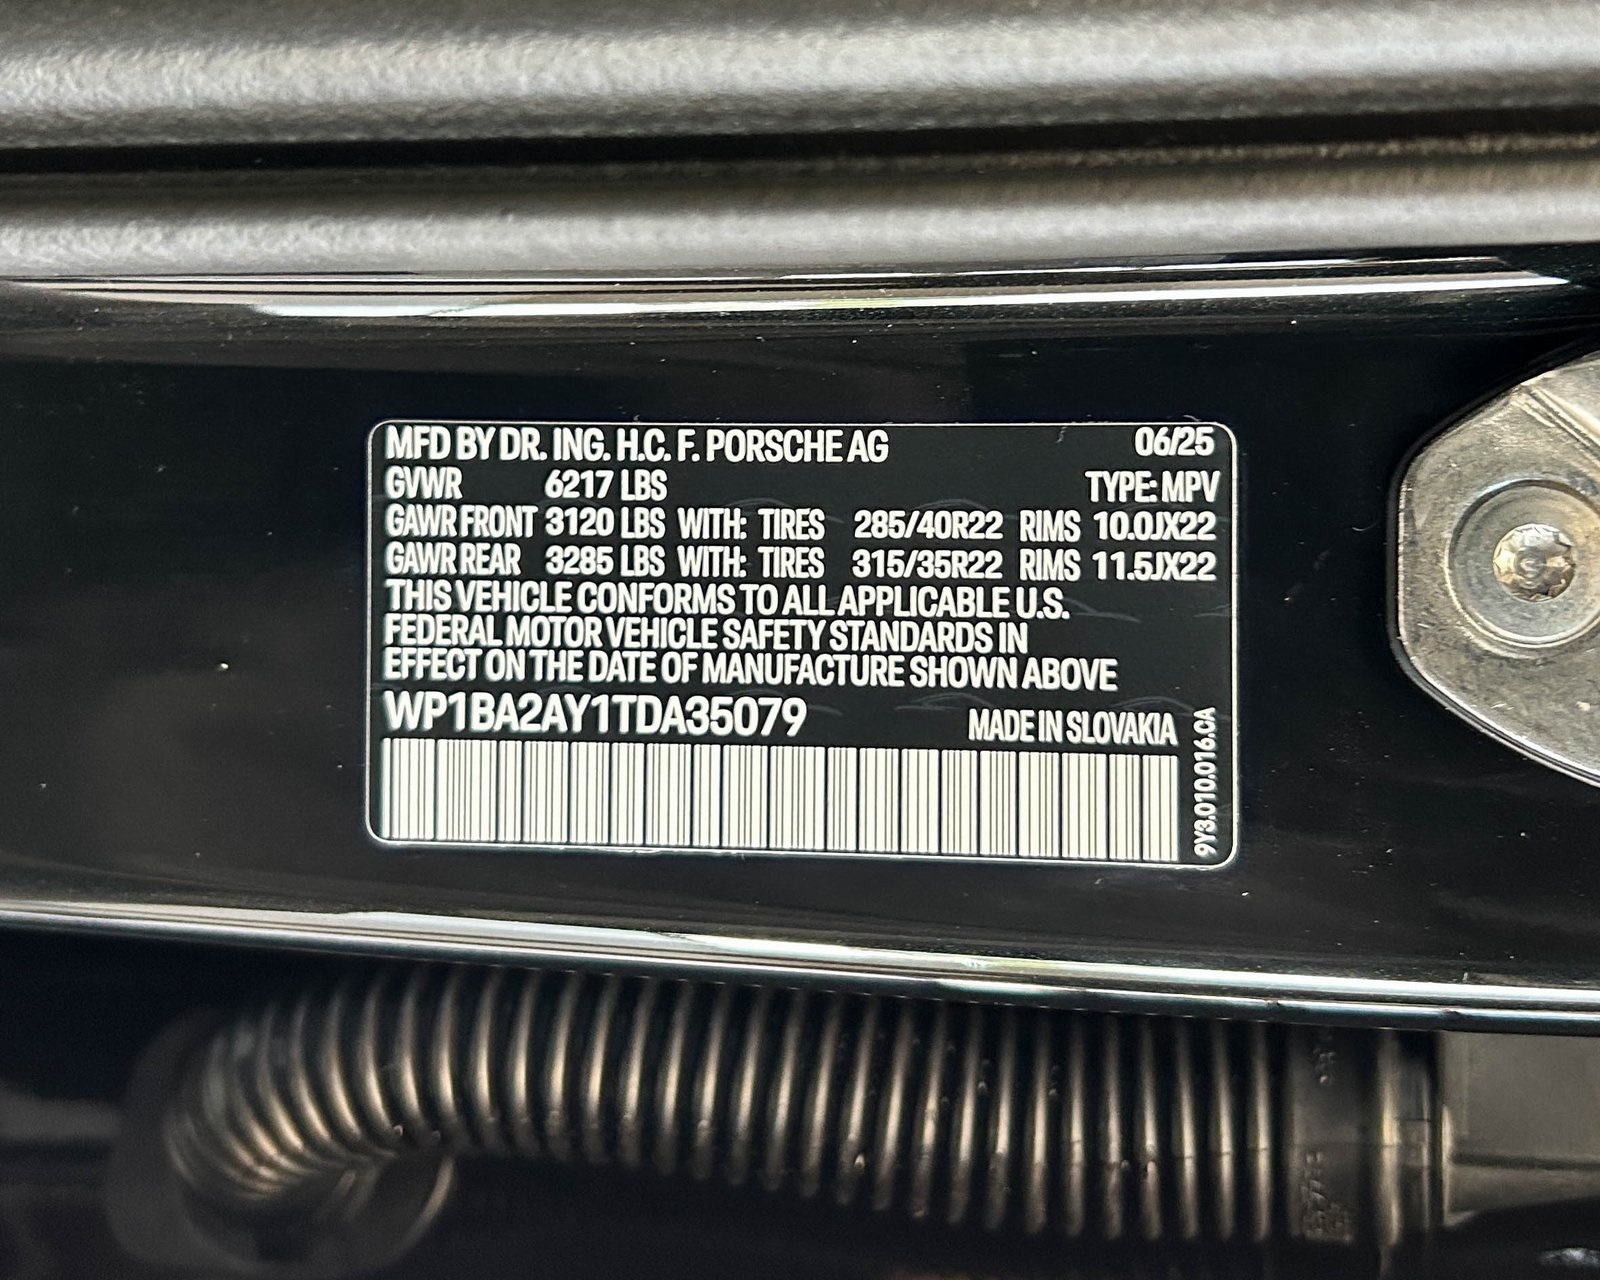 MFD BY DR. ING. H.C. F. PORSCHE AG 06/25
GVWR 6217 LBS TYPE: MPV
GAWR FRONT 3120 LBS WITH: TIRES 285/40R22 RIMS 10.0JX22
GAWR REAR 3285 LBS WITH: TIRES 315/35R22 RIMS 11.5JX22
THIS VEHICLE CONFORMS TO ALL APPLICABLE U.S.
FEDERAL MOTOR VEHICLE SAFETY STANDARDS IN
EFFECT ON THE DATE OF MANUFACTURE SHOWN ABOVE
WP1BA2AY1TDA35079 MADE IN SLOVAKIA
9Y3.010.016.CA